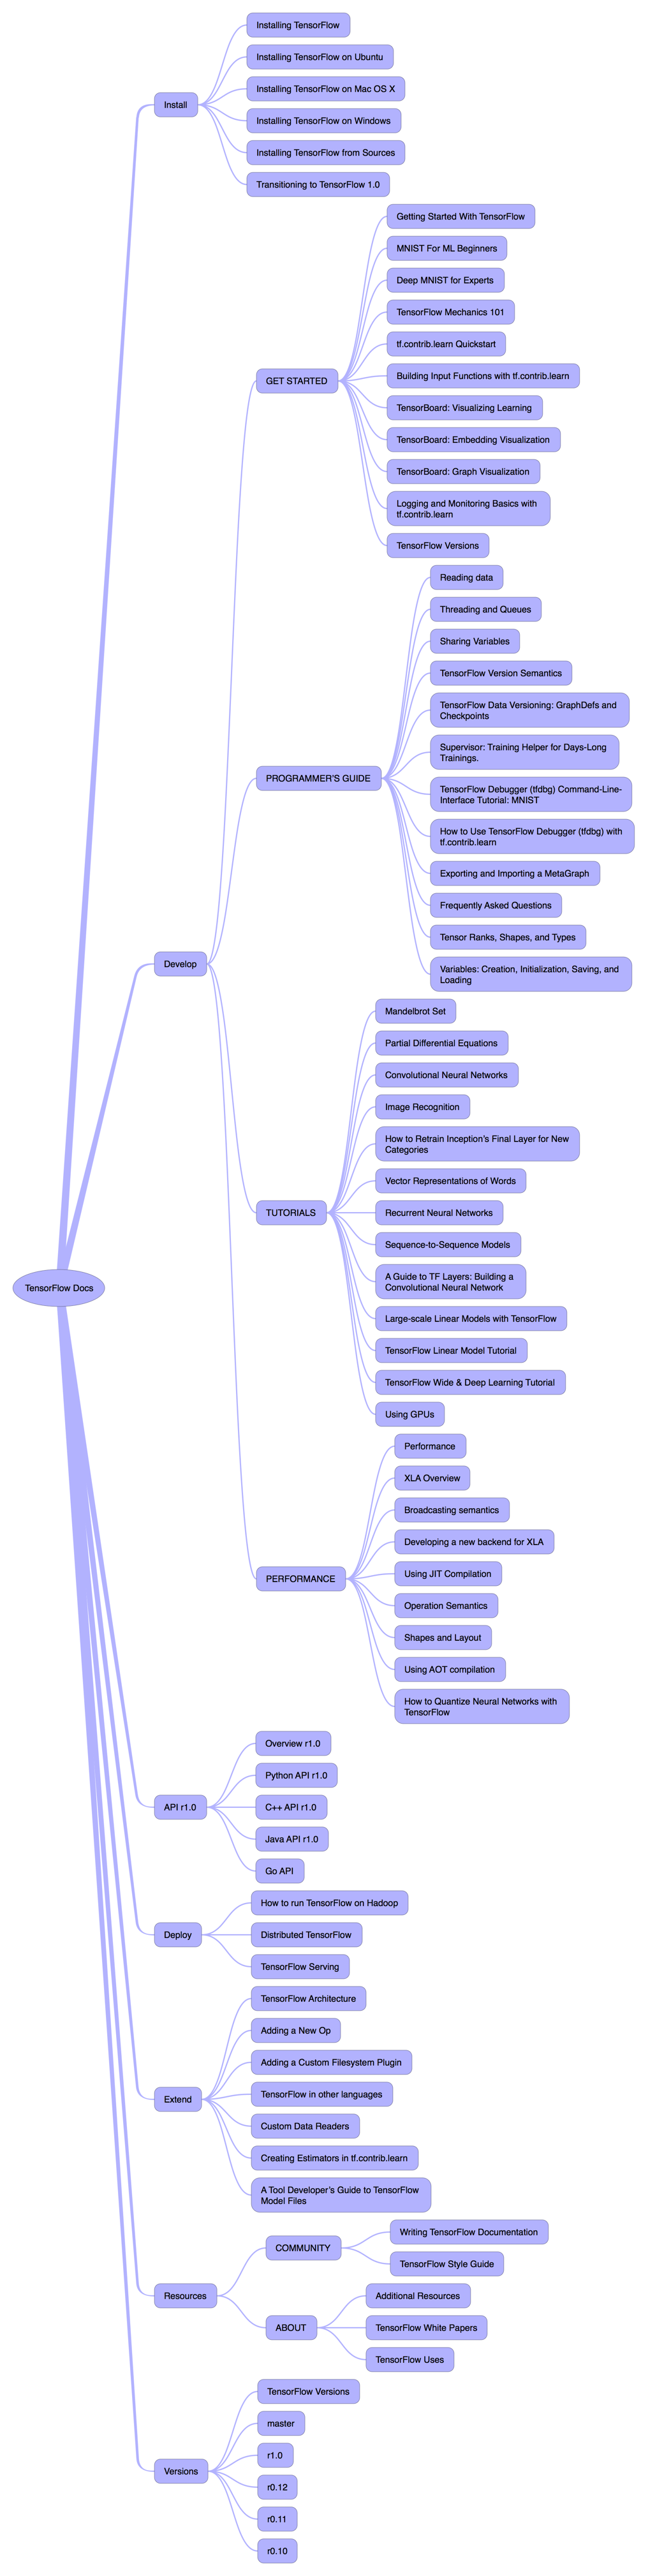 Installing TensorFlow
Installing TensorFlow on Ubuntu
Installing TensorFlow on Mac OS X
Install
Installing TensorFlow on Windows
Installing TensorFlow from Sources
Transitioning to TensorFlow 1.0
Getting Started With TensorFlow
MNIST For ML Beginners
Deep MNIST for Experts
TensorFlow Mechanics 101
tf.contrib.learn Quickstart
GET STARTED
Building Input Functions with tf.contrib.learn
TensorBoard: Visualizing Learning
TensorBoard: Embedding Visualization
TensorBoard: Graph Visualization
Logging and Monitoring Basics with
tf.contrib.learn
TensorFlow Versions
Reading data
Threading and Queues
Sharing Variables
TensorFlow Version Semantics
TensorFlow Data Versioning: GraphDefs and
Checkpoints
Supervisor: Training Helper for Days-Long
Trainings.
PROGRAMMER'S GUIDE
TensorFlow Debugger (tfdbg) Command-Line-
Interface Tutorial: MNIST
How to Use TensorFlow Debugger (tfdbg) with
tf.contrib.learn
Exporting and Importing a MetaGraph
Frequently Asked Questions
Tensor Ranks, Shapes, and Types
Develop
Variables: Creation, Initialization, Saving, and
Loading
Mandelbrot Set
Partial Differential Equations
Convolutional Neural Networks
Image Recognition
How to Retrain Inception's Final Layer for New
Categories
Vector Representations of Words
TUTORIALS
Recurrent Neural Networks
Sequence-to-Sequence Models
A Guide to TF Layers: Building a
Convolutional Neural Network
TensorFlow Docs
Large-scale Linear Models with TensorFlow
TensorFlow Linear Model Tutorial
TensorFlow Wide & Deep Learning Tutorial
Using GPUs
Performance
XLA Overview
Broadcasting semantics
Developing a new backend for XLA
PERFORMANCE
Using JIT Compilation
Operation Semantics
Shapes and Layout
Using AOT compilation
How to Quantize Neural Networks with
TensorFlow
Overview r1.0
Python API r1.0
API r1.0
C++ API r1.0
Java API r1.0
Go API
How to run TensorFlow on Hadoop
Deploy
Distributed TensorFlow
TensorFlow Serving
TensorFlow Architecture
Adding a New Op
Adding a Custom Filesystem Plugin
Extend
TensorFlow in other languages
Custom Data Readers
Creating Estimators in tf.contrib.learn
A Tool Developer's Guide to TensorFlow
Model Files
Resources
COMMUNITY
Writing TensorFlow Documentation
TensorFlow Style Guide
ABOUT
Additional Resources
TensorFlow White Papers
TensorFlow Uses
Versions
TensorFlow Versions
master
r1.0
r0.12
r0.11
r0.10